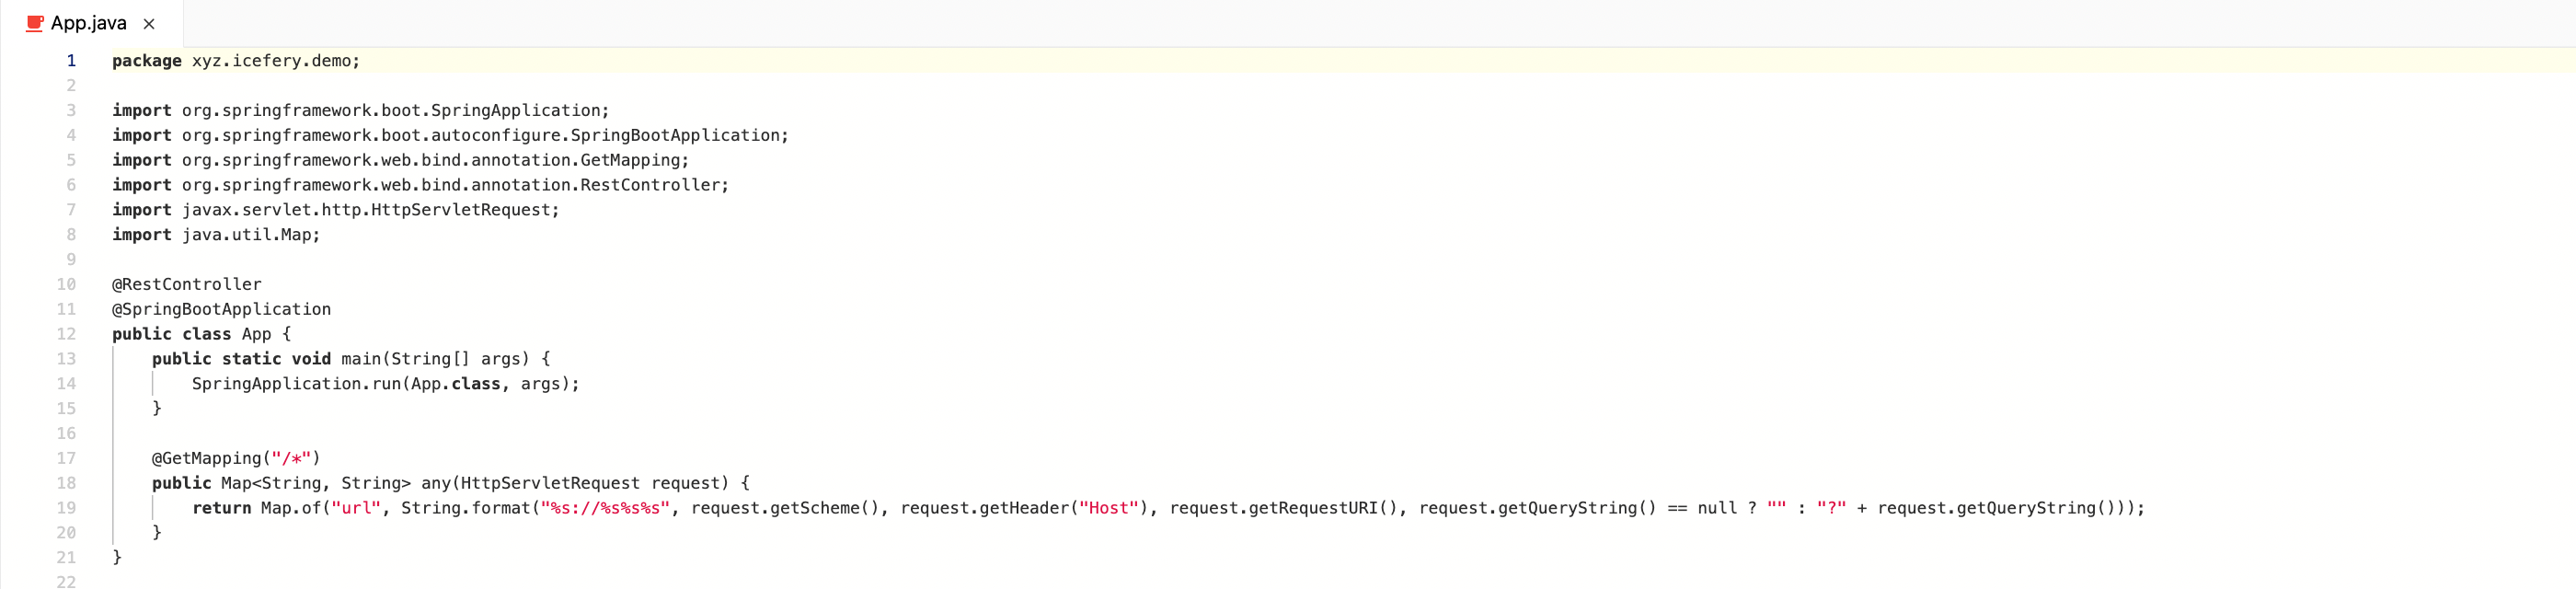 App.java ×
1 package xyz.icefery.demo;
2
3 import org.springframework.boot.SpringApplication;
4 import org.springframework.boot.autoconfigure.SpringBootApplication;
5 import org.springframework.web.bind.annotation.GetMapping;
6 import org.springframework.web.bind.annotation.RestController;
7 import javax.servlet.http.HttpServletRequest;
8 import java.util.Map;
9
10 @RestController
11 @SpringBootApplication
12 public class App {
13     public static void main(String[] args) {
14         SpringApplication.run(App.class, args);
15     }
16
17     @GetMapping("/*")
18     public Map<String, String> any(HttpServletRequest request) {
19         return Map.of("url", String.format("%s://%s%s%s", request.getScheme(), request.getHeader("Host"), request.getRequestURI(), request.getQueryString() == null ? "" : "?" + request.getQueryString()));
20     }
21 }
22